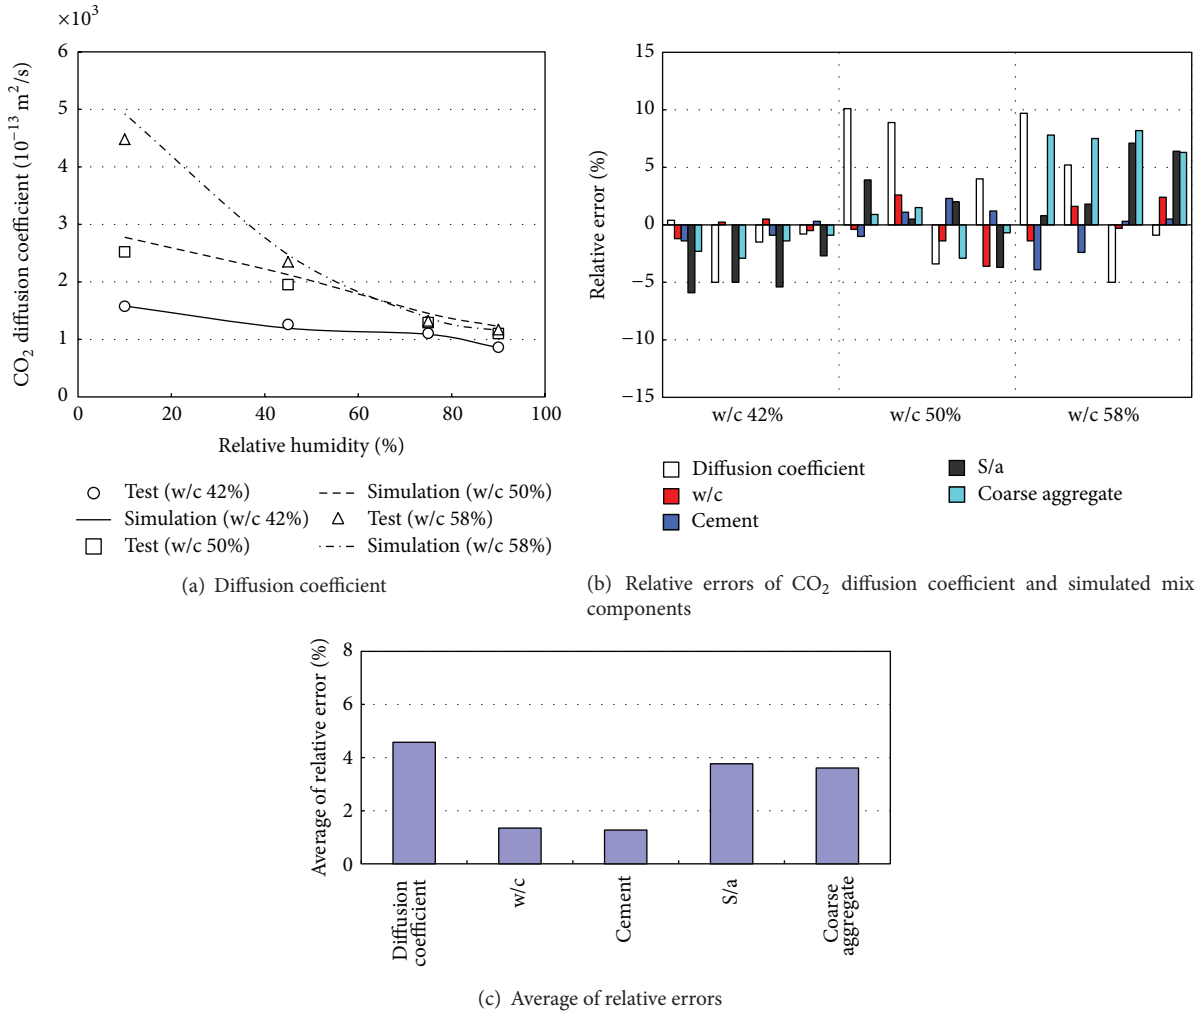 ×10³
6
5
4
3
2
1
0
CO₂ diffusion coefficient (10⁻¹³ m²/s)
0 20 40 60 80 100
Relative humidity (%)
Test (w/c 42%)
Simulation (w/c 42%)
Test (w/c 50%)
Simulation (w/c 50%)
Test (w/c 58%)
Simulation (w/c 58%)
(a) Diffusion coefficient
15
10
5
0
−5
−10
−15
Relative error (%)
w/c 42% w/c 50% w/c 58%
Diffusion coefficient
w/c
Cement
S/a
Coarse aggregate
(b) Relative errors of CO₂ diffusion coefficient and simulated mix
components
8
6
4
2
0
Average of relative error (%)
Diffusion
coefficient
w/c
Cement
S/a
Coarse
aggregate
(c) Average of relative errors